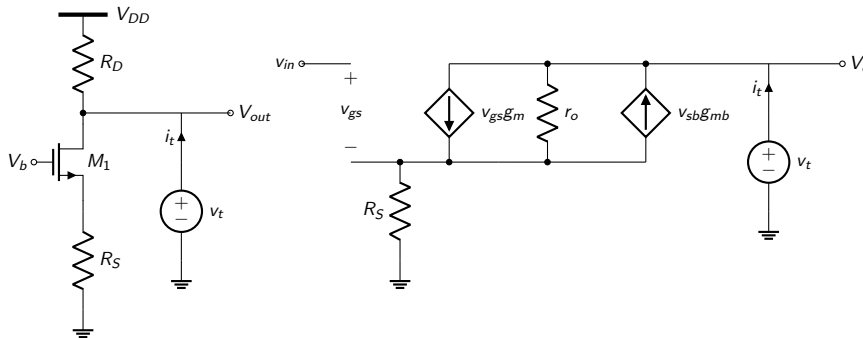 V_DD
R_D
V_out
i_t
V_b
M_1
v_t
R_S
v_in
+
v_gs
−
v_gs g_m
r_o
v_sb g_mb
i_t
+
−
v_t
R_S
+
−